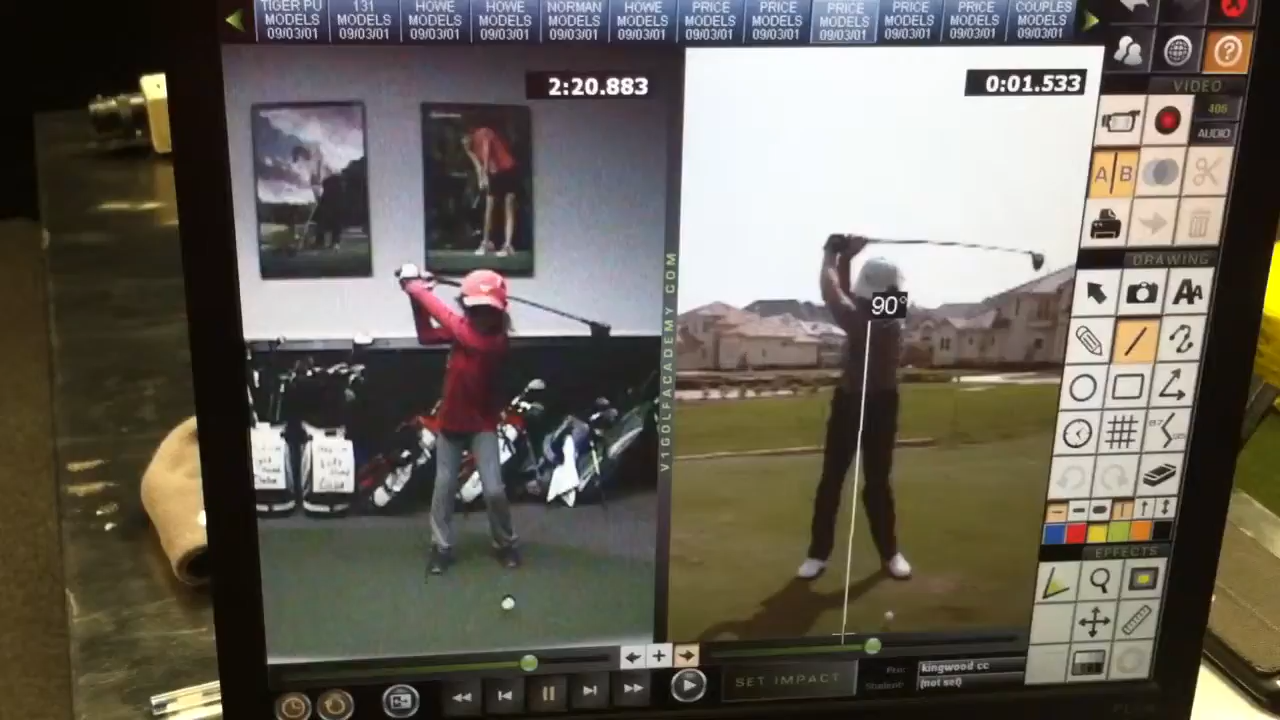 TIGER PU
MODELS
09/03/01
131
MODELS
09/03/01
HOWE
MODELS
09/03/01
HOWE
MODELS
09/03/01
NORMAN
MODELS
09/03/01
HOWE
MODELS
09/03/01
PRICE
MODELS
09/03/01
PRICE
MODELS
09/03/01
PRICE
MODELS
09/03/01
PRICE
MODELS
09/03/01
PRICE
MODELS
09/03/01
COUPLES
MODELS
09/03/01
2:20.883
0:01.533
90°
V1GOLFACADEMY.COM
VIDEO
AUDIO
A B
DRAWING
AA
EFFECTS
SET IMPACT
Pro:
kingwood cc
Student:
(not set)